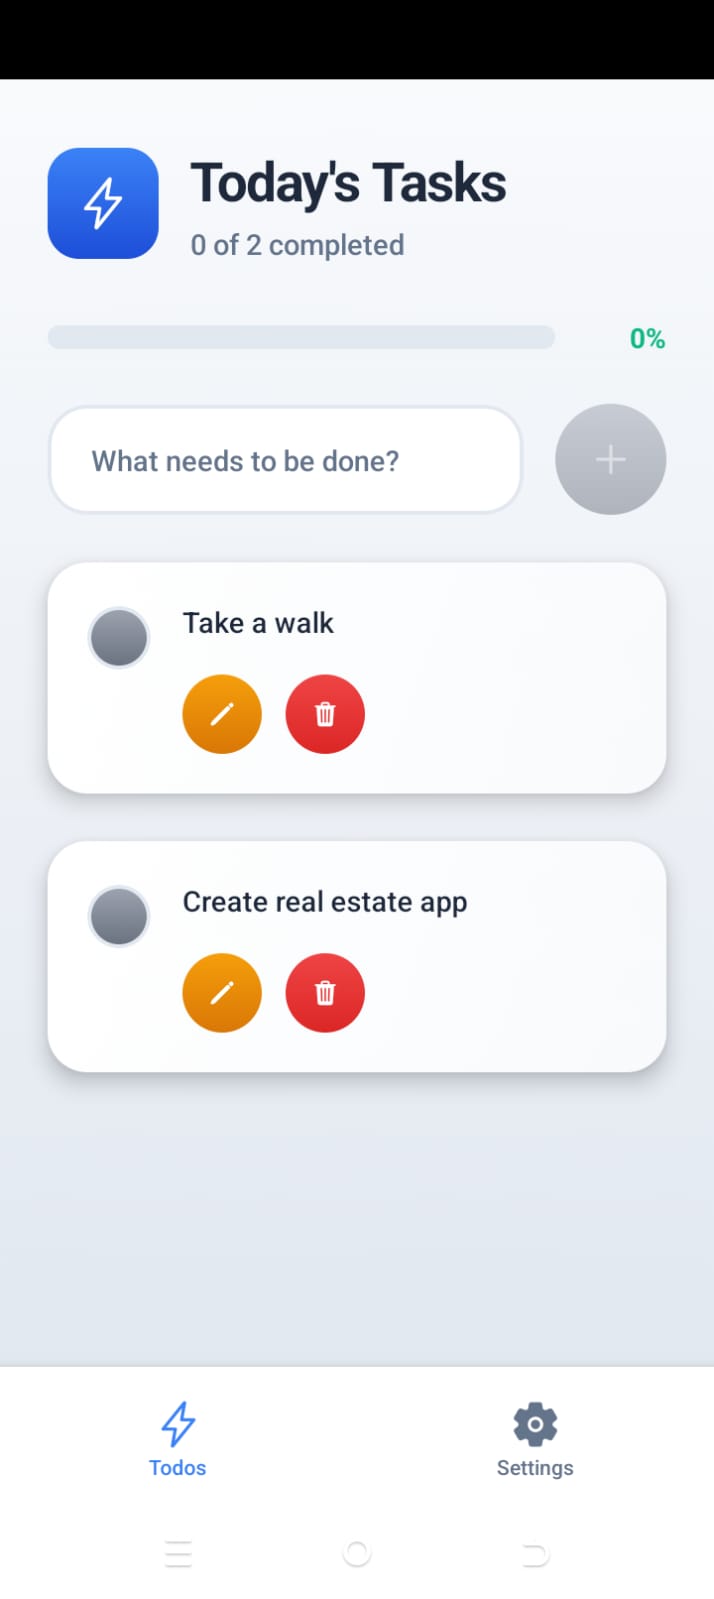 Today's Tasks
0 of 2 completed
0%
What needs to be done?
Take a walk
Create real estate app
Todos
Settings